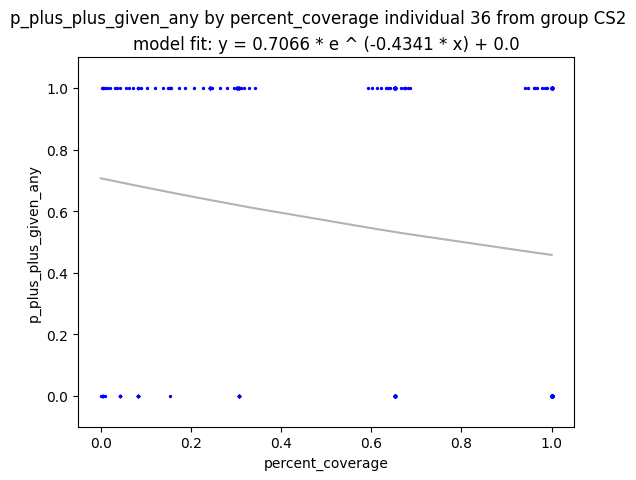 p_plus_plus_given_any by percent_coverage individual 36 from group CS2
model fit: y = 0.7066 * e ^ (-0.4341 * x) + 0.0
1.0
0.8
0.6
0.4
0.2
0.0
p_plus_plus_given_any
0.0 0.2 0.4 0.6 0.8 1.0
percent_coverage